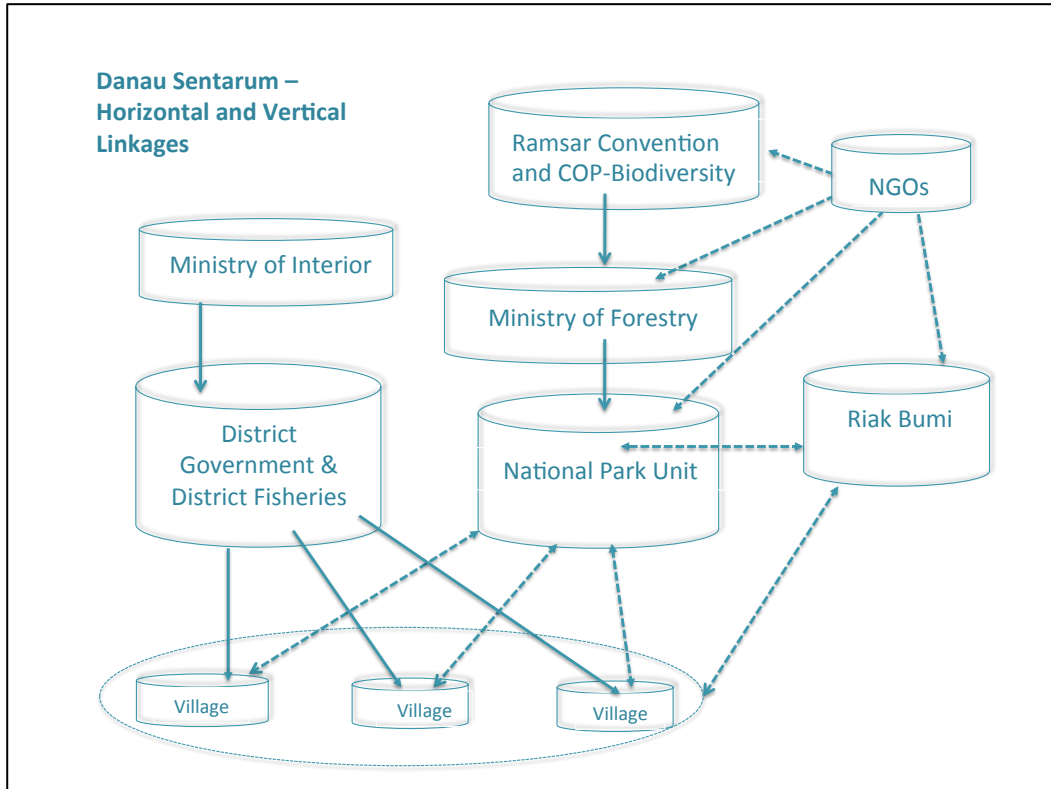 Danau Sentarum –
Horizontal and Vertical
Linkages
Ramsar Convention
and COP-Biodiversity
NGOs
Ministry of Interior
Ministry of Forestry
District
Government &
District Fisheries
National Park Unit
Riak Bumi
Village
Village
Village